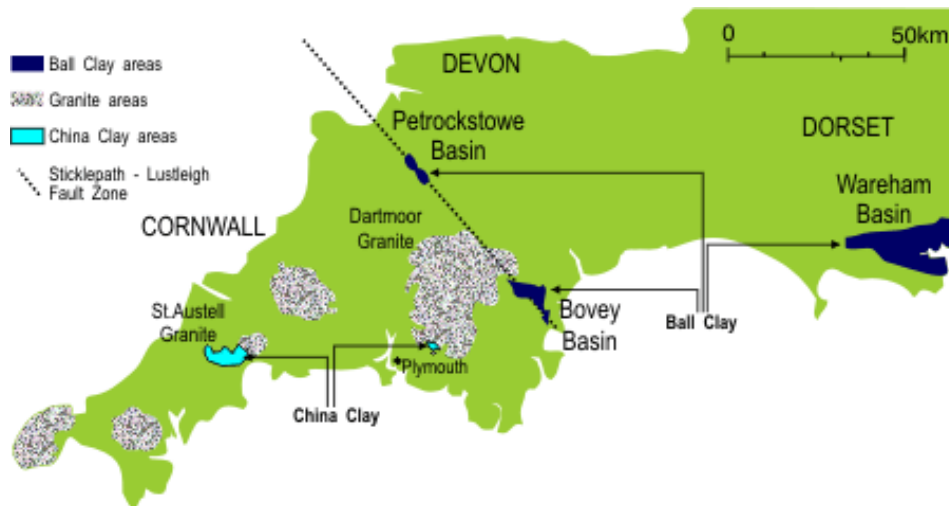 Ball Clay areas
Granite areas
China Clay areas
Sticklepath - Lustleigh
Fault Zone
0
50km
DEVON
DORSET
CORNWALL
Petrockstowe
Basin
Wareham
Basin
Dartmoor
Granite
St.Austell
Granite
Bovey
Basin
Ball Clay
Plymouth
China Clay